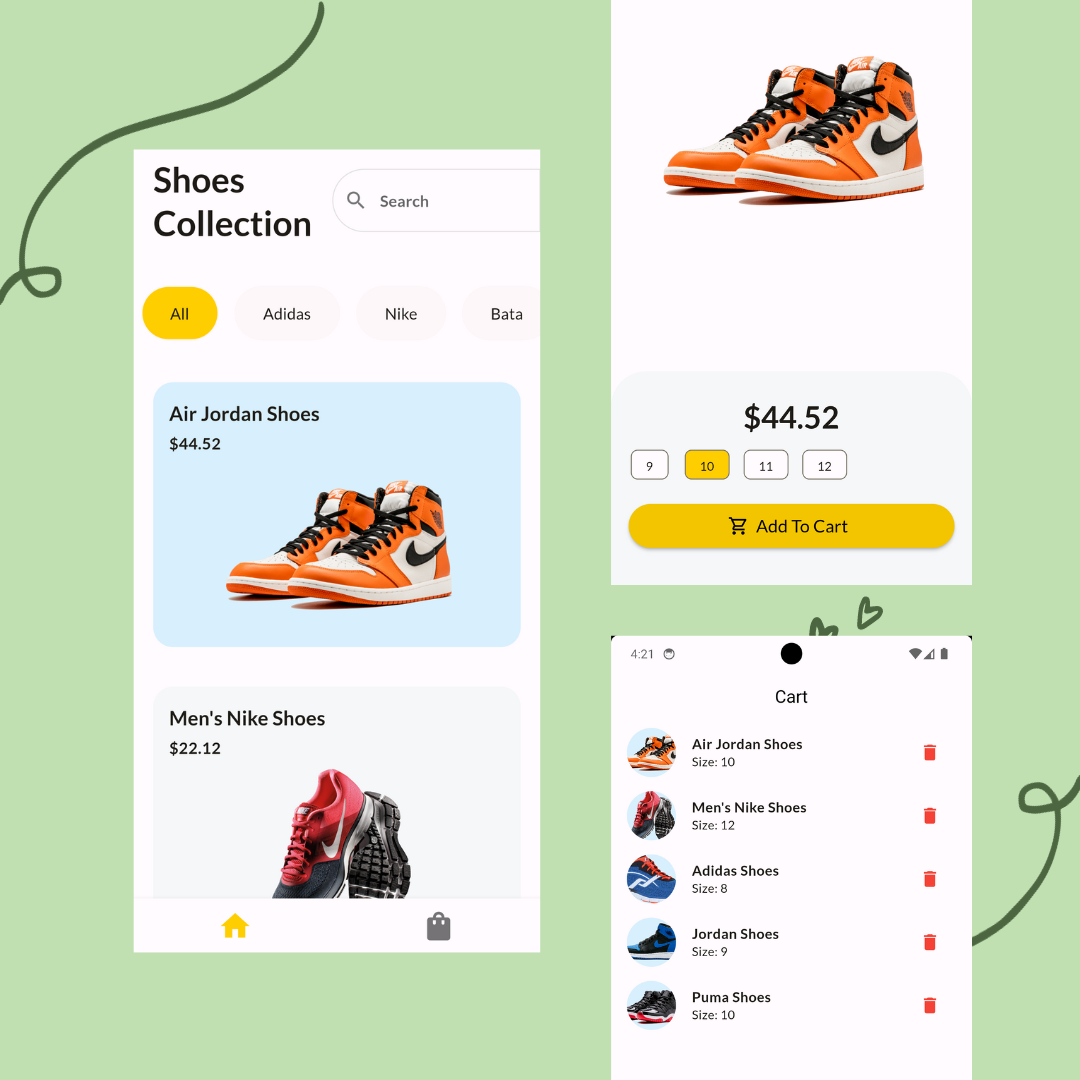 Shoes
Collection
Search
All
Adidas
Nike
Bata
Air Jordan Shoes
$44.52
Men's Nike Shoes
$22.12
$44.52
9
10
11
12
Add To Cart
4:21
Cart
Air Jordan Shoes
Size: 10
Men's Nike Shoes
Size: 12
Adidas Shoes
Size: 8
Jordan Shoes
Size: 9
Puma Shoes
Size: 10